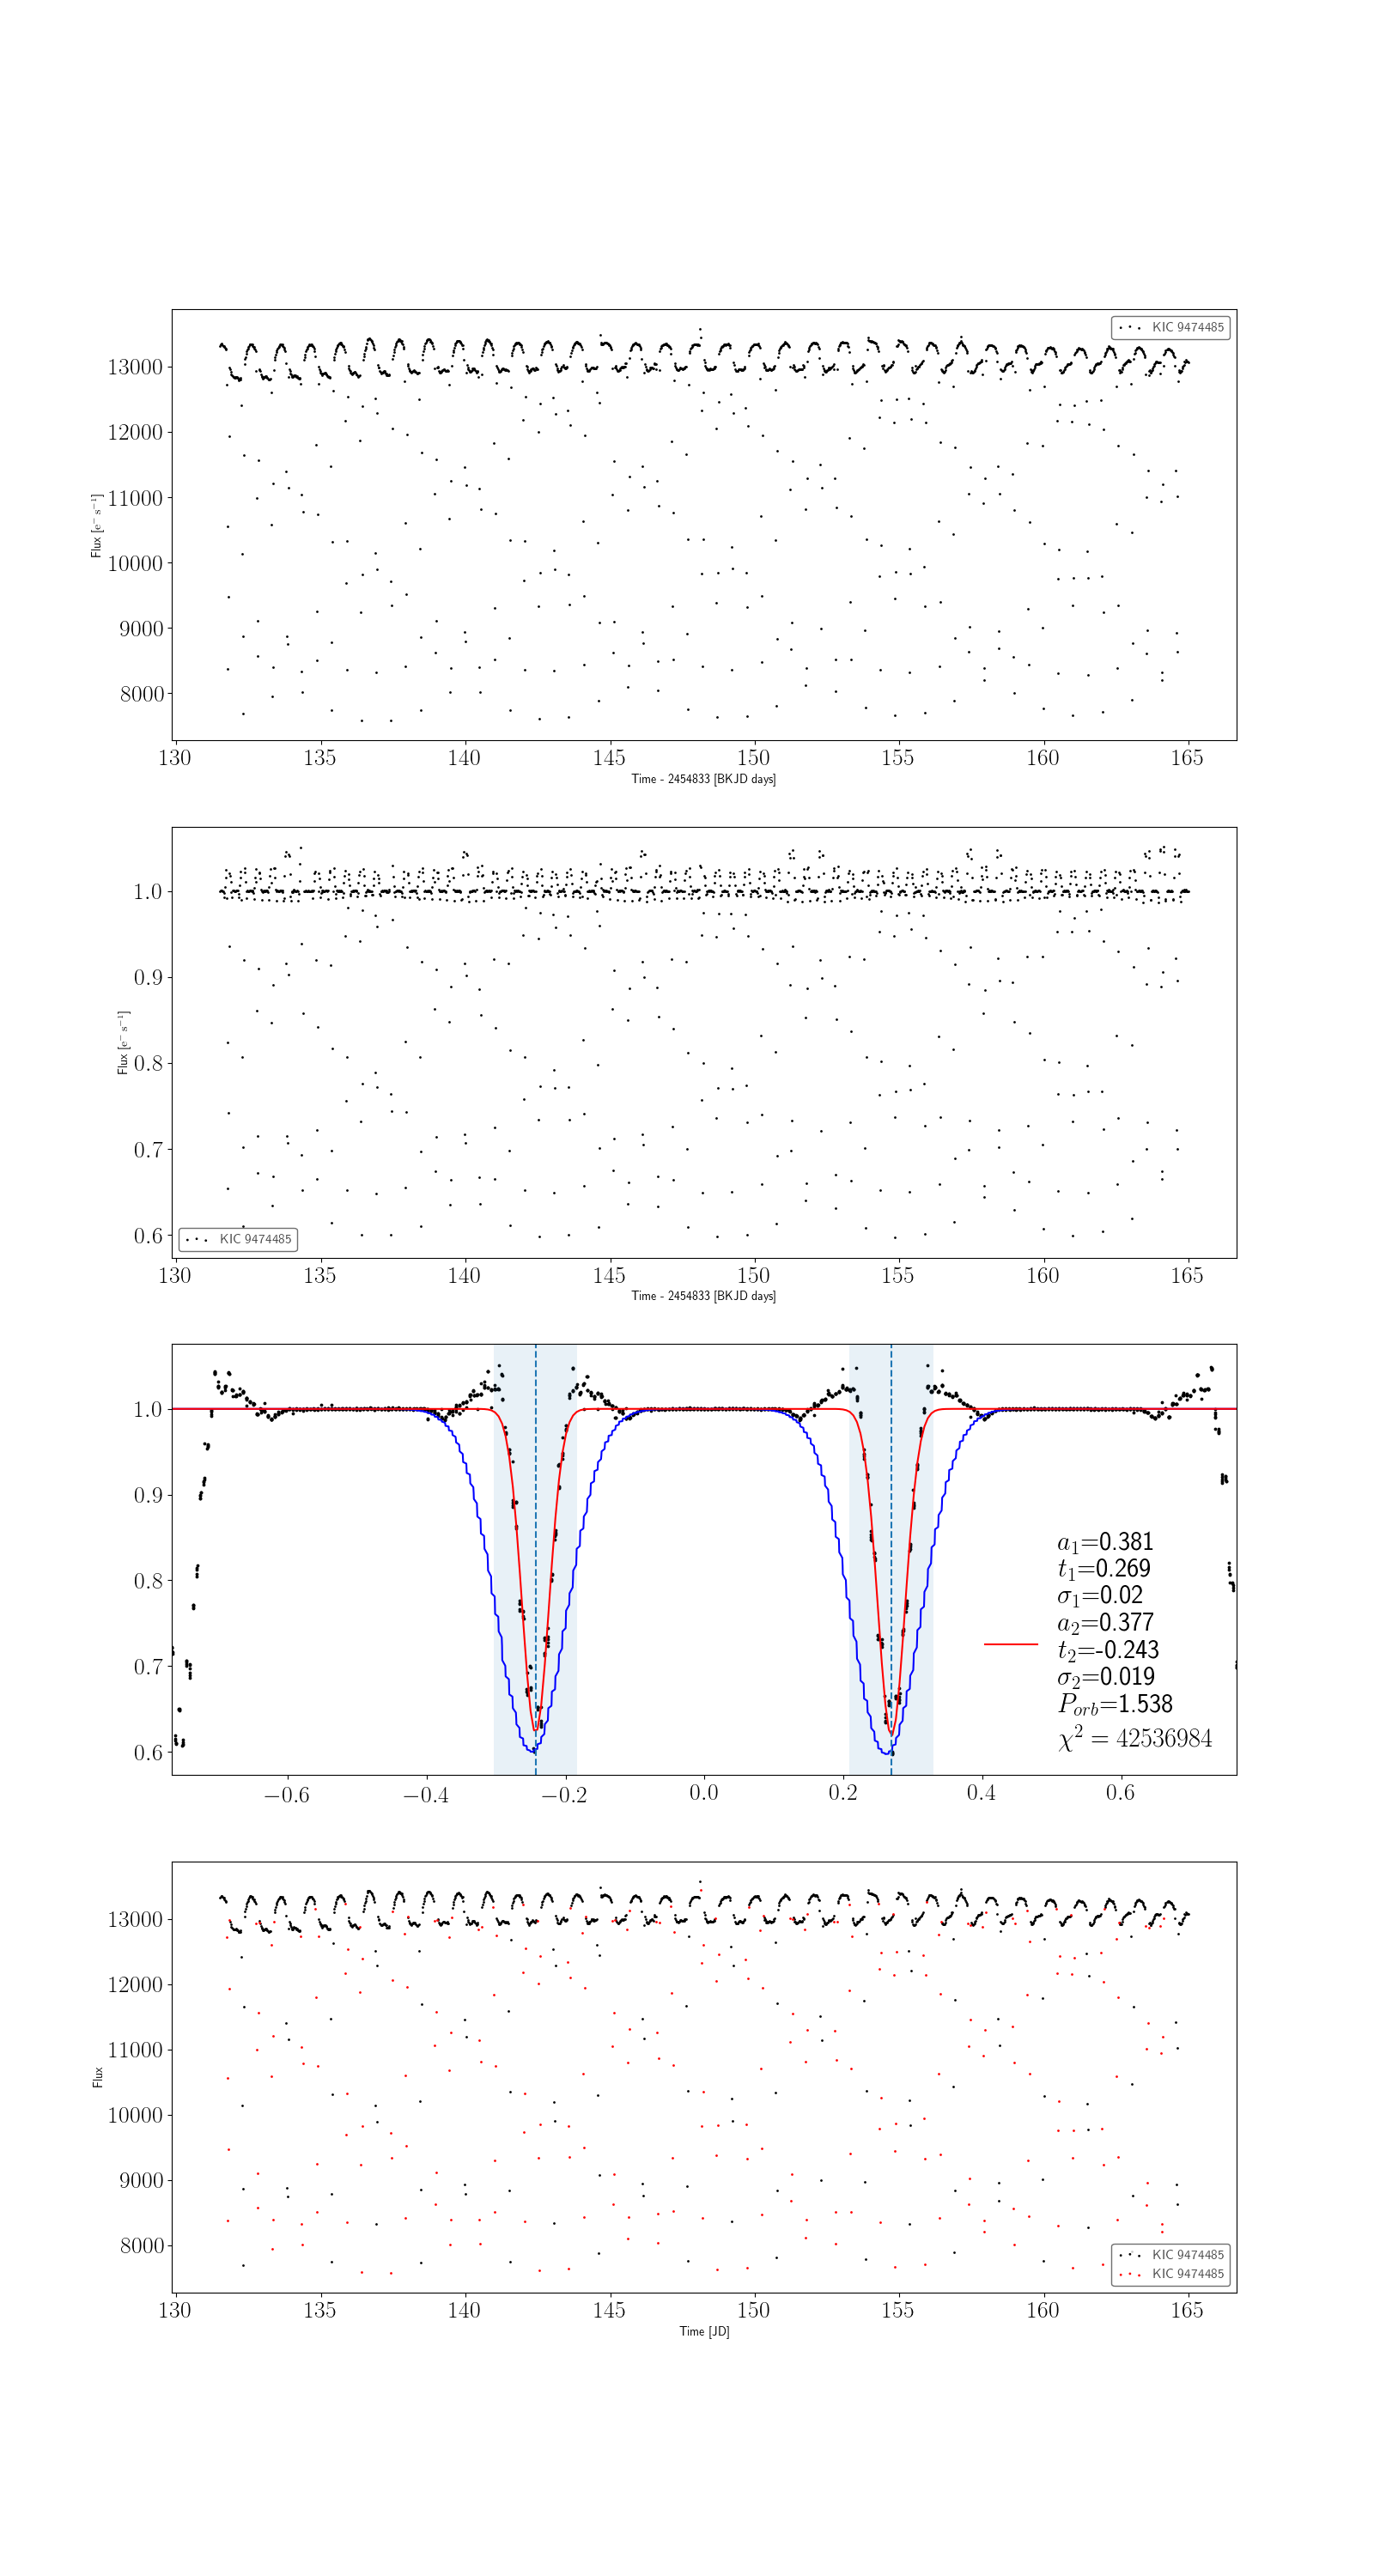 KIC 9474485
13000
12000
11000
10000
9000
8000
Flux [e⁻ s⁻¹]
130 135 140 145 150 155 160 165
Time - 2454833 [BKJD days]
1.0
0.9
0.8
0.7
0.6
Flux [e⁻ s⁻¹]
KIC 9474485
130 135 140 145 150 155 160 165
Time - 2454833 [BKJD days]
1.0
0.9
0.8
0.7
0.6
a₁=0.381
t₁=0.269
σ₁=0.02
a₂=0.377
t₂=-0.243
σ₂=0.019
P_orb=1.538
χ² = 42536984
−0.6 −0.4 −0.2 0.0 0.2 0.4 0.6
13000
12000
11000
10000
9000
8000
Flux
KIC 9474485
KIC 9474485
130 135 140 145 150 155 160 165
Time [JD]